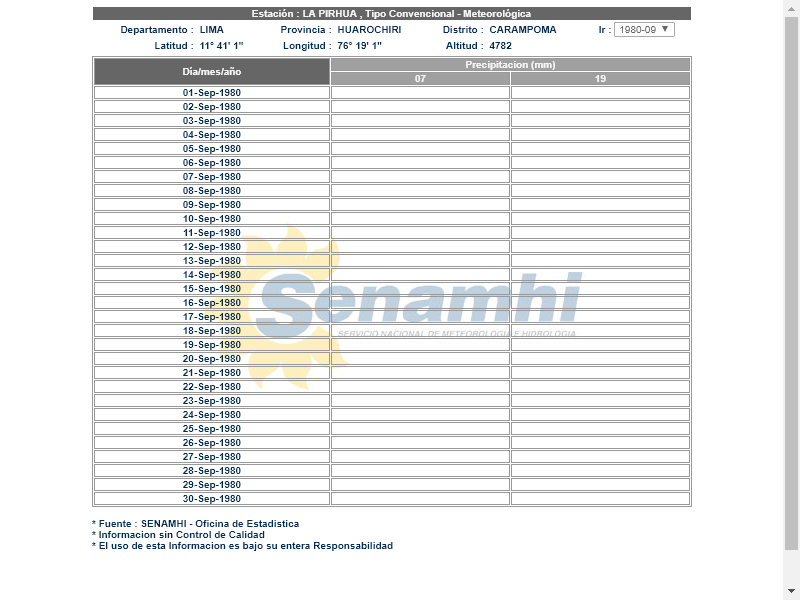 Estación : LA PIRHUA , Tipo Convencional - Meteorológica
Departamento : LIMA Provincia : HUAROCHIRI Distrito : CARAMPOMA Ir : 1980-09
Latitud : 11° 41' 1" Longitud : 76° 19' 1" Altitud : 4782
Dia/mes/año Precipitacion (mm)
07 19
01-Sep-1980
02-Sep-1980
03-Sep-1980
04-Sep-1980
05-Sep-1980
06-Sep-1980
07-Sep-1980
08-Sep-1980
09-Sep-1980
10-Sep-1980
11-Sep-1980
12-Sep-1980
13-Sep-1980
14-Sep-1980
15-Sep-1980
16-Sep-1980
17-Sep-1980
18-Sep-1980
19-Sep-1980
20-Sep-1980
21-Sep-1980
22-Sep-1980
23-Sep-1980
24-Sep-1980
25-Sep-1980
26-Sep-1980
27-Sep-1980
28-Sep-1980
29-Sep-1980
30-Sep-1980
Senamhi
SERVICIO NACIONAL DE METEOROLOGIA E HIDROLOGIA
* Fuente : SENAMHI - Oficina de Estadistica
* Informacion sin Control de Calidad
* El uso de esta Informacion es bajo su entera Responsabilidad